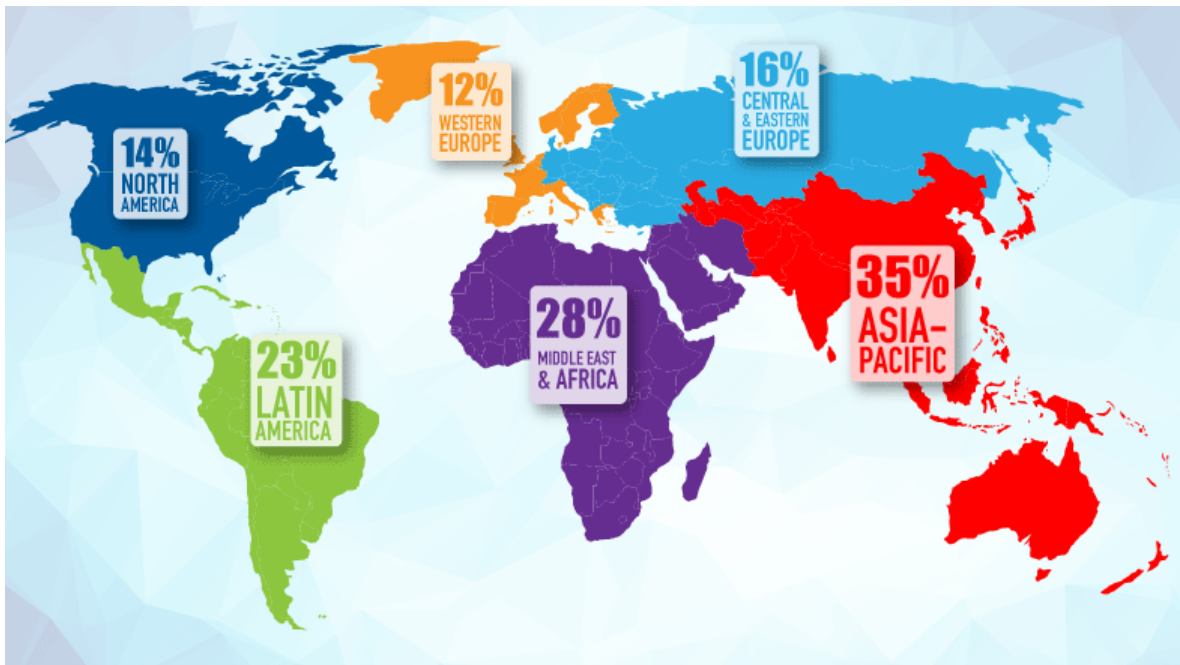 14%
NORTH
AMERICA
12%
WESTERN
EUROPE
16%
CENTRAL
& EASTERN
EUROPE
23%
LATIN
AMERICA
28%
MIDDLE EAST
& AFRICA
35%
ASIA–
PACIFIC